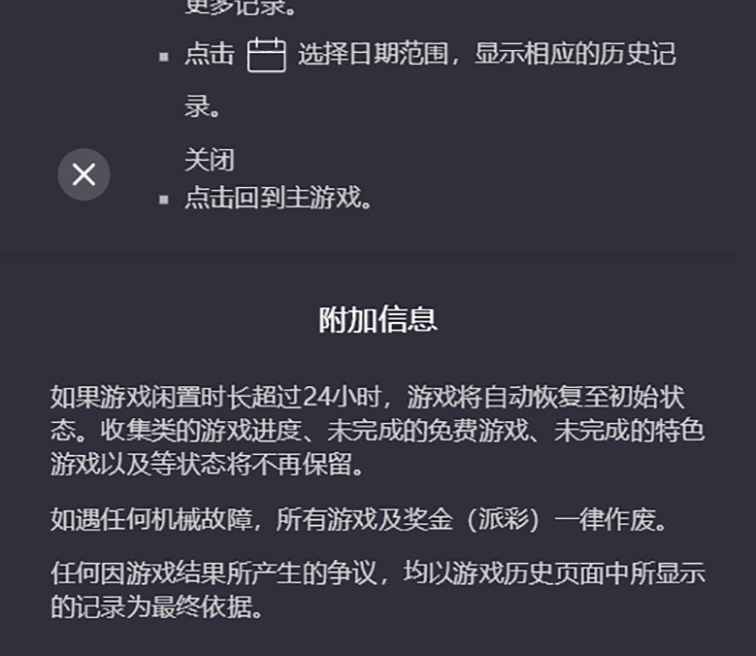 更多记录。
点击 选择日期范围，显示相应的历史记
录。
关闭
点击回到主游戏。
附加信息
如果游戏闲置时长超过24小时，游戏将自动恢复至初始状
态。收集类的游戏进度、未完成的免费游戏、未完成的特色
游戏以及等状态将不再保留。
如遇任何机械故障，所有游戏及奖金（派彩）一律作废。
任何因游戏结果所产生的争议，均以游戏历史页面中所显示
的记录为最终依据。